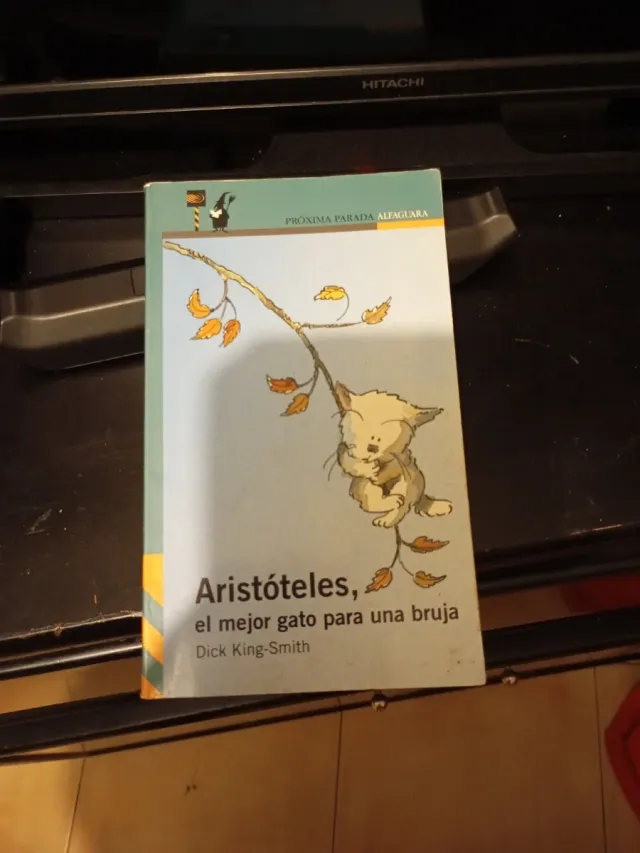 HITACHI
PRÓXIMA PARADA ALFAGUARA
Aristóteles,
el mejor gato para una bruja
Dick King-Smith